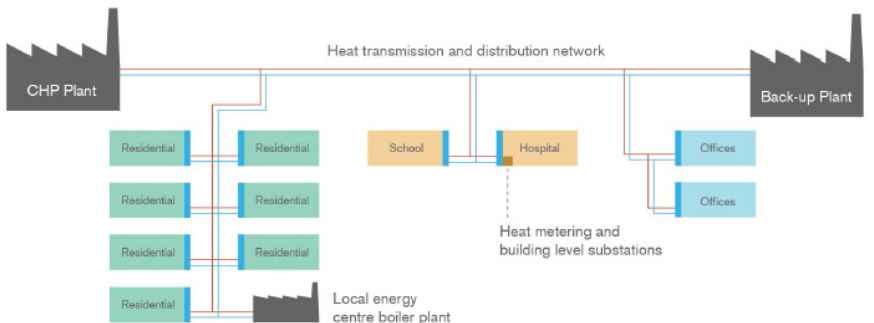 Heat transmission and distribution network
CHP Plant
Back-up Plant
Residential
Residential
School
Hospital
Offices
Residential
Residential
Offices
Heat metering and
building level substations
Residential
Residential
Residential
Local energy
centre boiler plant